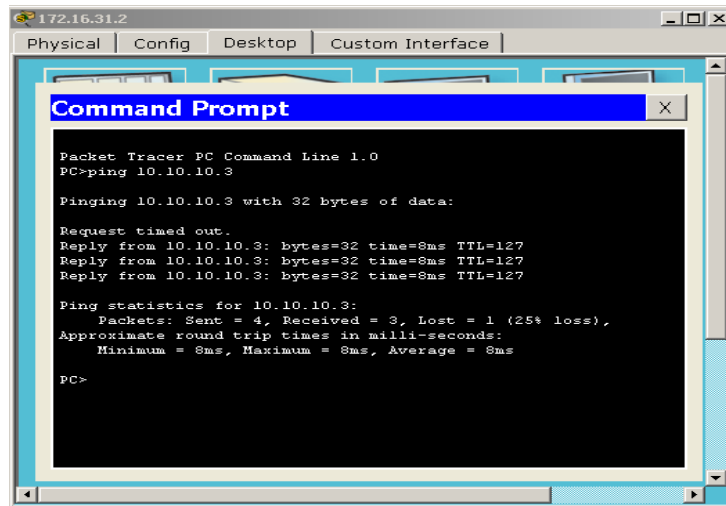 172.16.31.2
Physical Config Desktop Custom Interface
Command Prompt X
Packet Tracer PC Command Line 1.0
PC>ping 10.10.10.3
Pinging 10.10.10.3 with 32 bytes of data:
Request timed out.
Reply from 10.10.10.3: bytes=32 time=8ms TTL=127
Reply from 10.10.10.3: bytes=32 time=8ms TTL=127
Reply from 10.10.10.3: bytes=32 time=8ms TTL=127
Ping statistics for 10.10.10.3:
Packets: Sent = 4, Received = 3, Lost = 1 (25% loss),
Approximate round trip times in milli-seconds:
Minimum = 8ms, Maximum = 8ms, Average = 8ms
PC>